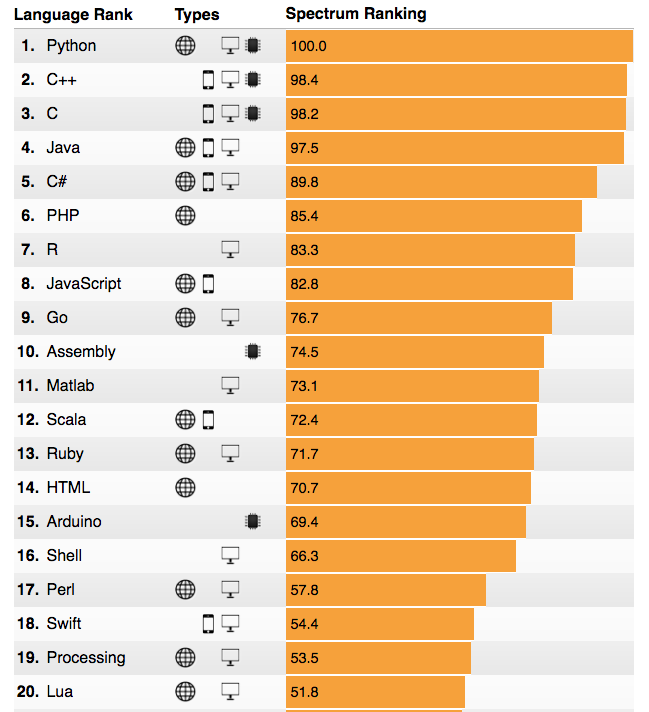 Language Rank Types Spectrum Ranking
1. Python 100.0
2. C++ 98.4
3. C 98.2
4. Java 97.5
5. C# 89.8
6. PHP 85.4
7. R 83.3
8. JavaScript 82.8
9. Go 76.7
10. Assembly 74.5
11. Matlab 73.1
12. Scala 72.4
13. Ruby 71.7
14. HTML 70.7
15. Arduino 69.4
16. Shell 66.3
17. Perl 57.8
18. Swift 54.4
19. Processing 53.5
20. Lua 51.8